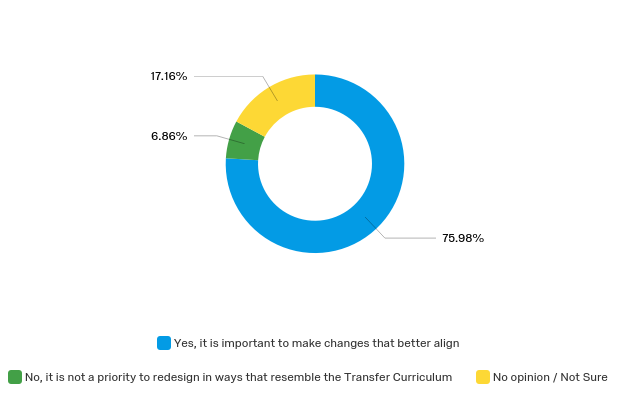 17.16%
6.86%
75.98%
Yes, it is important to make changes that better align
No, it is not a priority to redesign in ways that resemble the Transfer Curriculum
No opinion / Not Sure